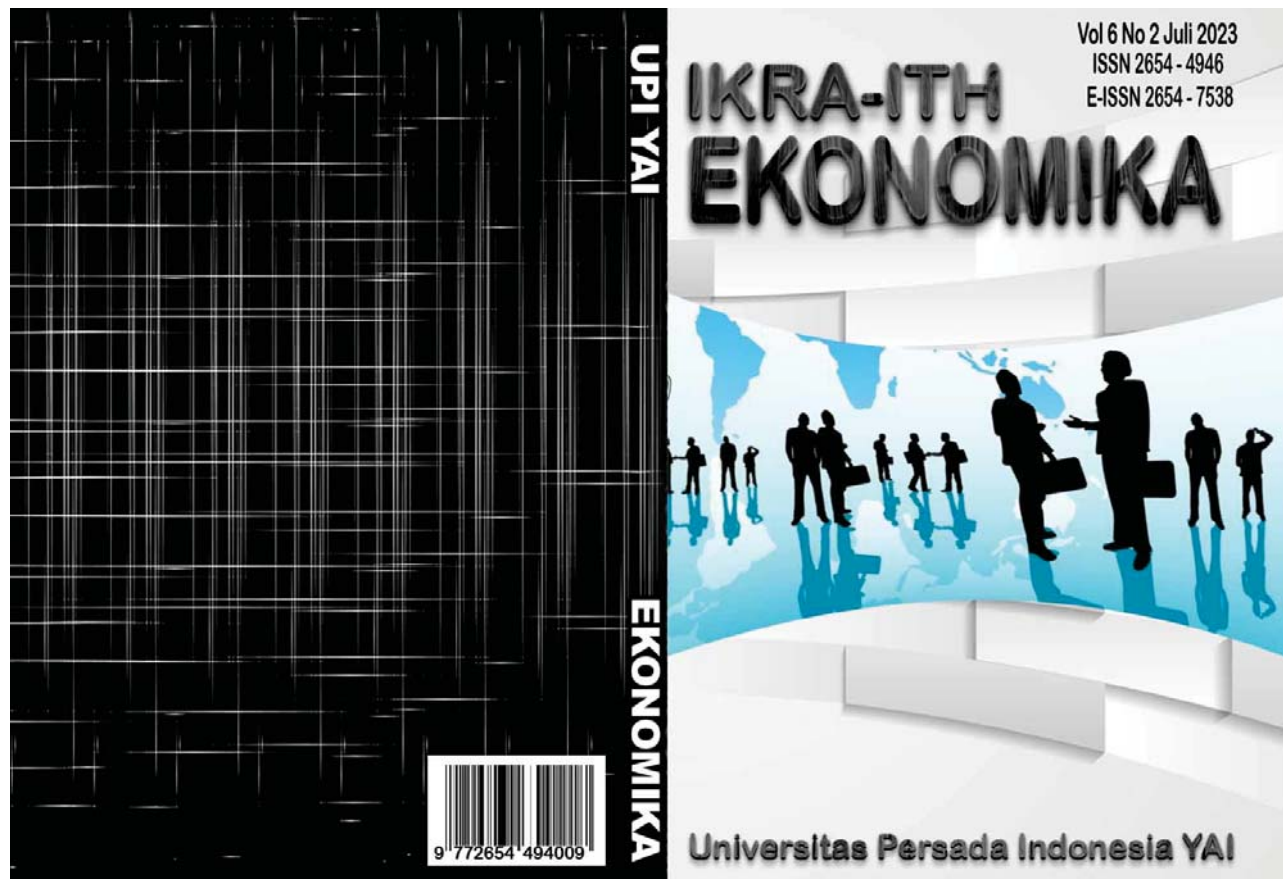 UPI YAI
EKONOMIKA
9 772654 494009
Vol 6 No 2 Juli 2023
ISSN 2654 - 4946
E-ISSN 2654 - 7538
IKRA-ITH
EKONOMIKA
Universitas Persada Indonesia YAI